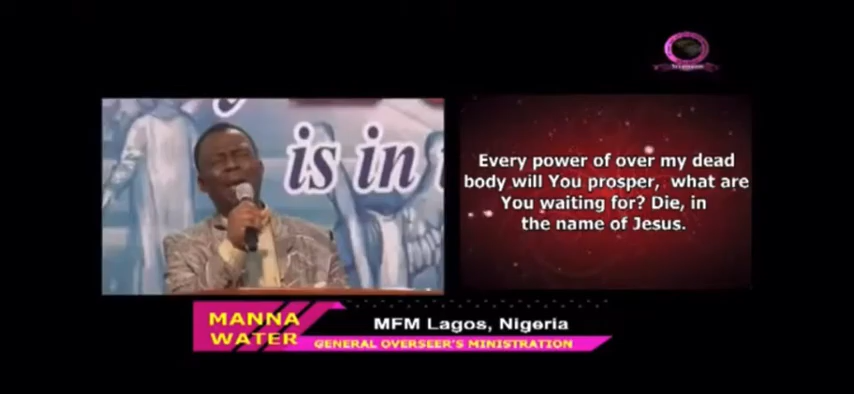 is in
Every power of over my dead
body will You prosper, what are
You waiting for? Die, in
the name of Jesus.
MANNA
WATER
MFM Lagos, Nigeria
GENERAL OVERSEER'S MINISTRATION